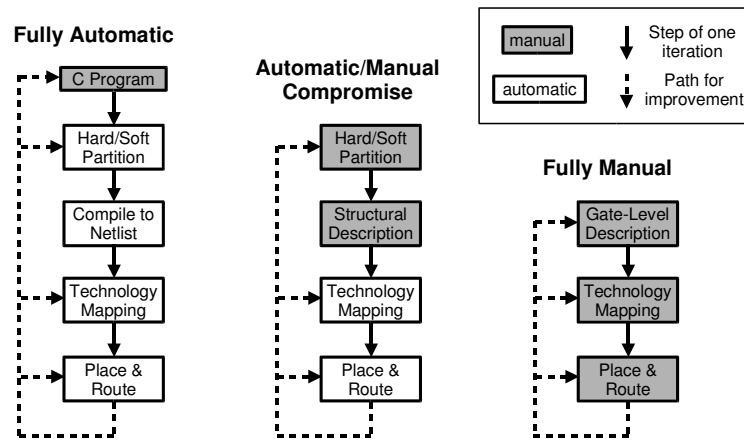 Fully Automatic
C Program
Hard/Soft
Partition
Compile to
Netlist
Technology
Mapping
Place &
Route
Automatic/Manual
Compromise
Hard/Soft
Partition
Structural
Description
Technology
Mapping
Place &
Route
manual
Step of one
iteration
automatic
Path for
improvement
Fully Manual
Gate-Level
Description
Technology
Mapping
Place &
Route